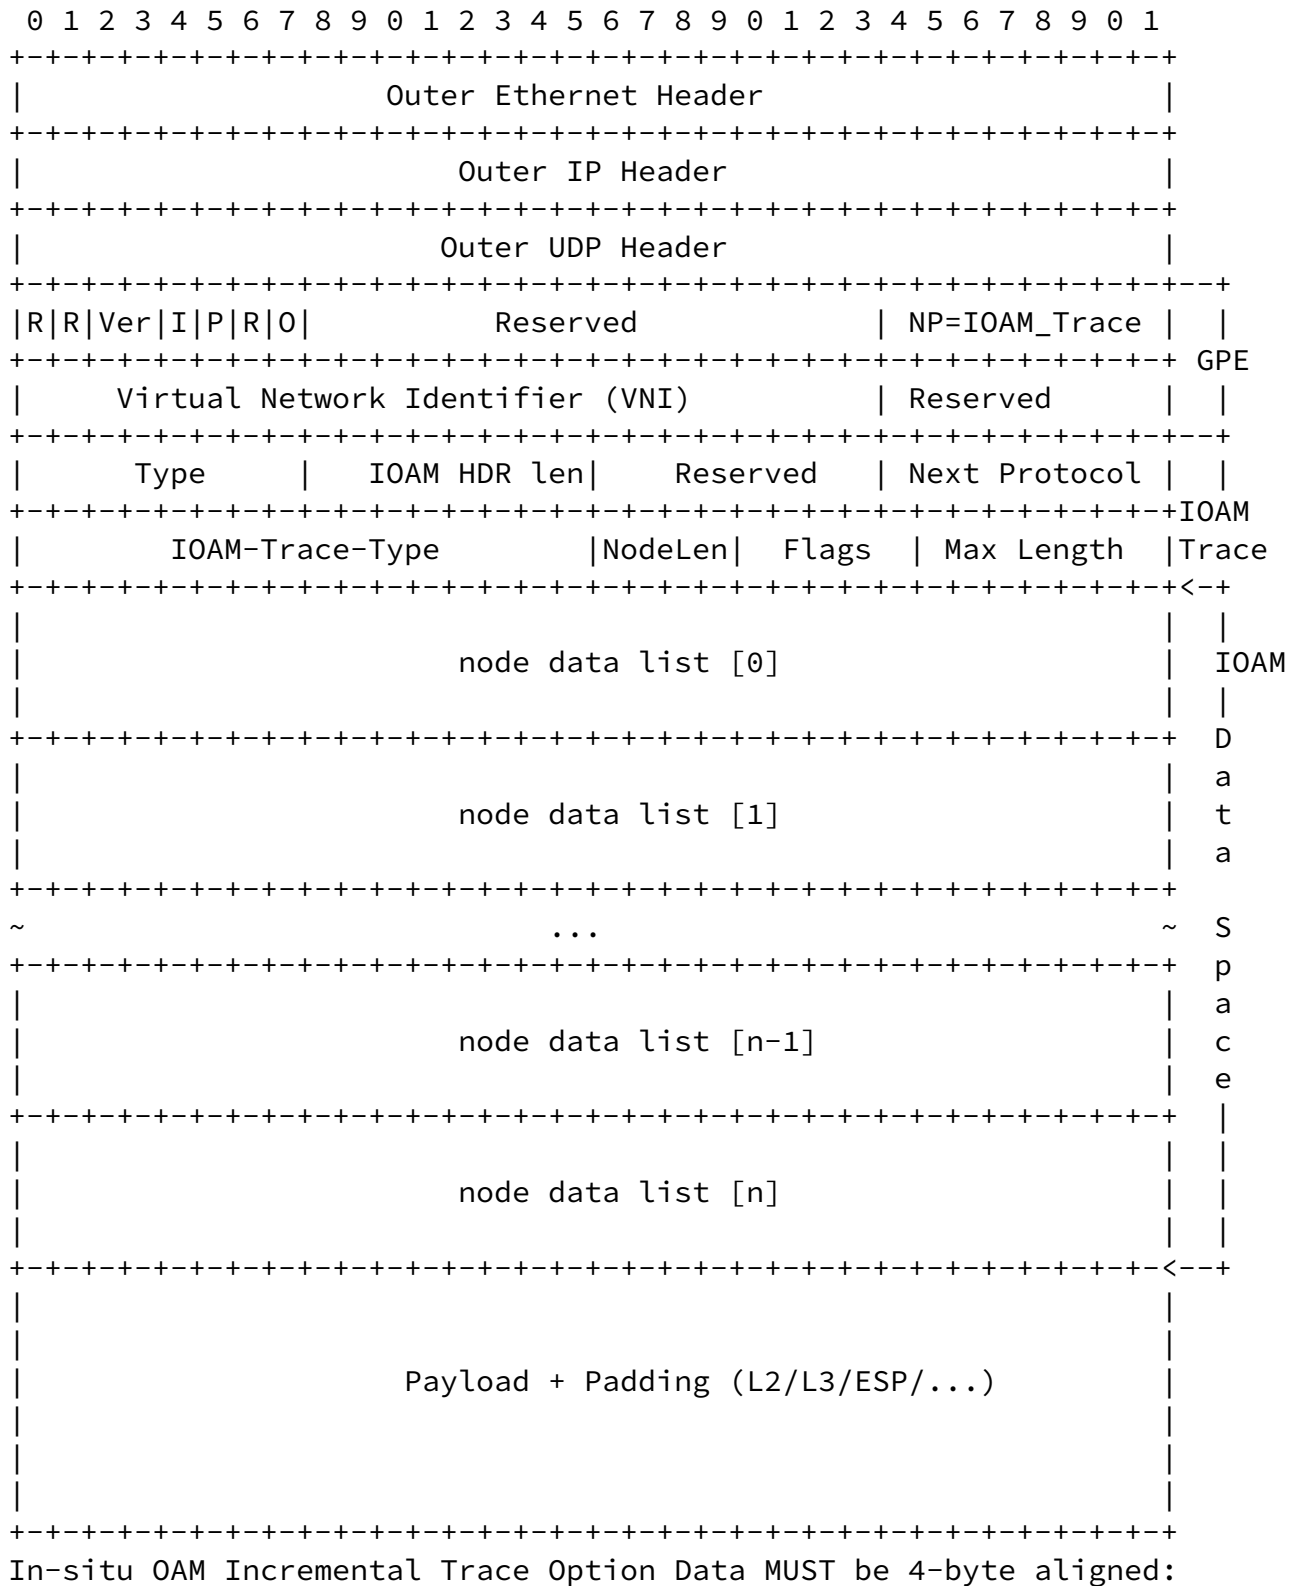 0 1 2 3 4 5 6 7 8 9 0 1 2 3 4 5 6 7 8 9 0 1 2 3 4 5 6 7 8 9 0 1
+-+-+-+-+-+-+-+-+-+-+-+-+-+-+-+-+-+-+-+-+-+-+-+-+-+-+-+-+-+-+-+-+
|                    Outer Ethernet Header                      |
+-+-+-+-+-+-+-+-+-+-+-+-+-+-+-+-+-+-+-+-+-+-+-+-+-+-+-+-+-+-+-+-+
|                        Outer IP Header                        |
+-+-+-+-+-+-+-+-+-+-+-+-+-+-+-+-+-+-+-+-+-+-+-+-+-+-+-+-+-+-+-+-+
|                       Outer UDP Header                        |
+-+-+-+-+-+-+-+-+-+-+-+-+-+-+-+-+-+-+-+-+-+-+-+-+-+-+-+-+-+-+-+-+--+
|R|R|Ver|I|P|R|O|          Reserved             | NP=IOAM_Trace |  |
+-+-+-+-+-+-+-+-+-+-+-+-+-+-+-+-+-+-+-+-+-+-+-+-+-+-+-+-+-+-+-+-+ GPE
|     Virtual Network Identifier (VNI)          | Reserved      |  |
+-+-+-+-+-+-+-+-+-+-+-+-+-+-+-+-+-+-+-+-+-+-+-+-+-+-+-+-+-+-+-+-+--+
|      Type     |   IOAM HDR len|    Reserved   | Next Protocol |  |
+-+-+-+-+-+-+-+-+-+-+-+-+-+-+-+-+-+-+-+-+-+-+-+-+-+-+-+-+-+-+-+-+IOAM
|        IOAM-Trace-Type        |NodeLen|  Flags  | Max Length  |Trace
+-+-+-+-+-+-+-+-+-+-+-+-+-+-+-+-+-+-+-+-+-+-+-+-+-+-+-+-+-+-+-+-+<-+
|                                                               |  |
|                        node data list [0]                     |  IOAM
|                                                               |  |
+-+-+-+-+-+-+-+-+-+-+-+-+-+-+-+-+-+-+-+-+-+-+-+-+-+-+-+-+-+-+-+-+  D
|                                                               |  a
|                        node data list [1]                     |  t
|                                                               |  a
+-+-+-+-+-+-+-+-+-+-+-+-+-+-+-+-+-+-+-+-+-+-+-+-+-+-+-+-+-+-+-+-+
~                             ...                               ~  S
+-+-+-+-+-+-+-+-+-+-+-+-+-+-+-+-+-+-+-+-+-+-+-+-+-+-+-+-+-+-+-+-+  p
|                                                               |  a
|                        node data list [n-1]                   |  c
|                                                               |  e
+-+-+-+-+-+-+-+-+-+-+-+-+-+-+-+-+-+-+-+-+-+-+-+-+-+-+-+-+-+-+-+-+  |
|                                                               |  |
|                        node data list [n]                     |  |
|                                                               |  |
+-+-+-+-+-+-+-+-+-+-+-+-+-+-+-+-+-+-+-+-+-+-+-+-+-+-+-+-+-+-+-+-<--+
|                                                               |
|                                                               |
|                     Payload + Padding (L2/L3/ESP/...)         |
|                                                               |
|                                                               |
|                                                               |
+-+-+-+-+-+-+-+-+-+-+-+-+-+-+-+-+-+-+-+-+-+-+-+-+-+-+-+-+-+-+-+-+
In-situ OAM Incremental Trace Option Data MUST be 4-byte aligned: